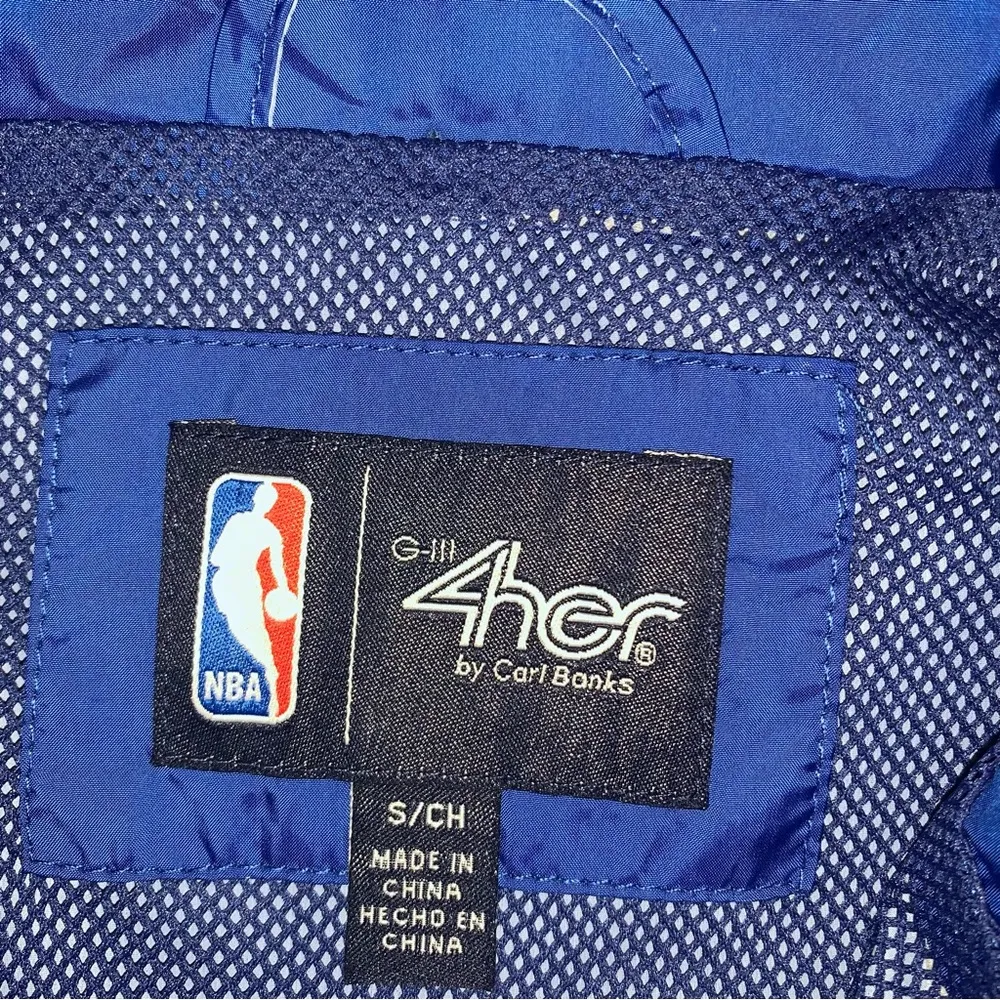 NBA
G-III
4her®
by Carl Banks
S/CH
MADE IN
CHINA
HECHO EN
CHINA